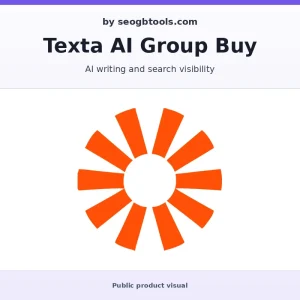 by seogbtools.com
Texta AI Group Buy
AI writing and search visibility
Public product visual